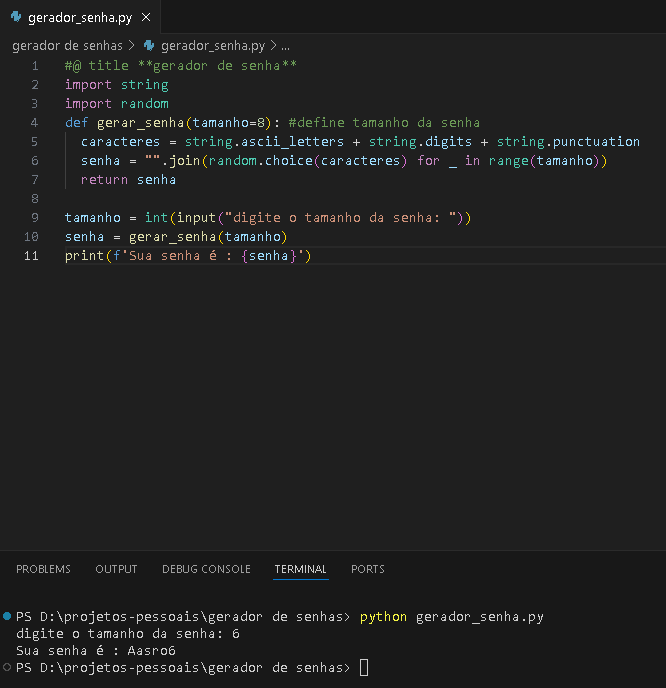 gerador_senha.py ×
gerador de senhas > gerador_senha.py > ...
1 #@ title **gerador de senha**
2 import string
3 import random
4 def gerar_senha(tamanho=8): #define tamanho da senha
5 caracteres = string.ascii_letters + string.digits + string.punctuation
6 senha = "".join(random.choice(caracteres) for _ in range(tamanho))
7 return senha
8
9 tamanho = int(input("digite o tamanho da senha: "))
10 senha = gerar_senha(tamanho)
11 print(f'Sua senha é : {senha}')
PROBLEMS OUTPUT DEBUG CONSOLE TERMINAL PORTS
PS D:\projetos-pessoais\gerador de senhas> python gerador_senha.py
digite o tamanho da senha: 6
Sua senha é : Aasro6
PS D:\projetos-pessoais\gerador de senhas>